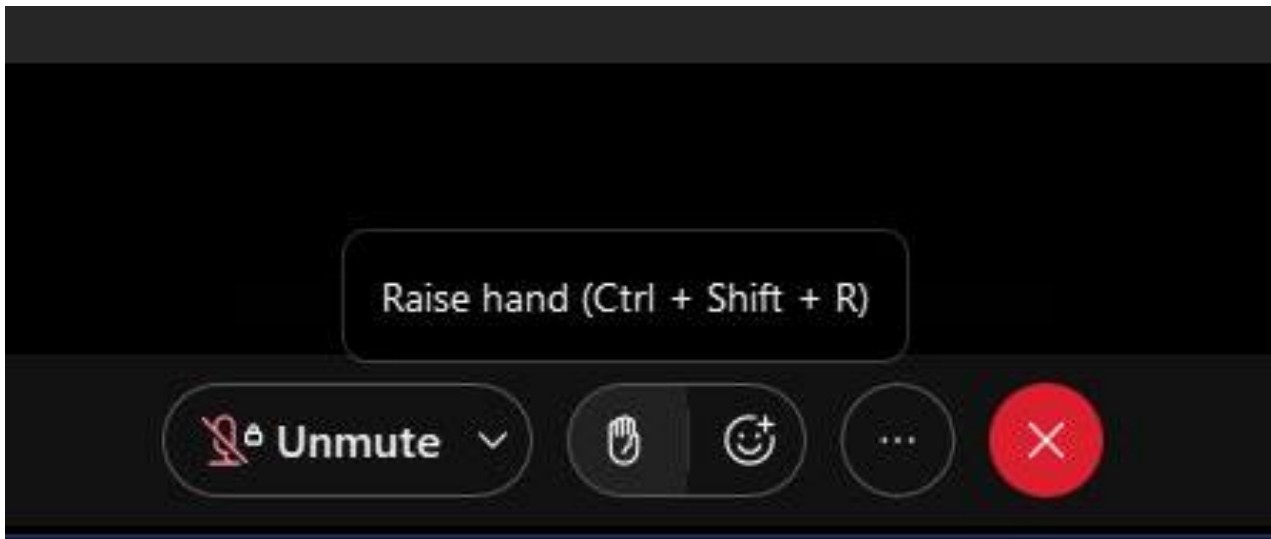 Raise hand (Ctrl + Shift + R)
Unmute